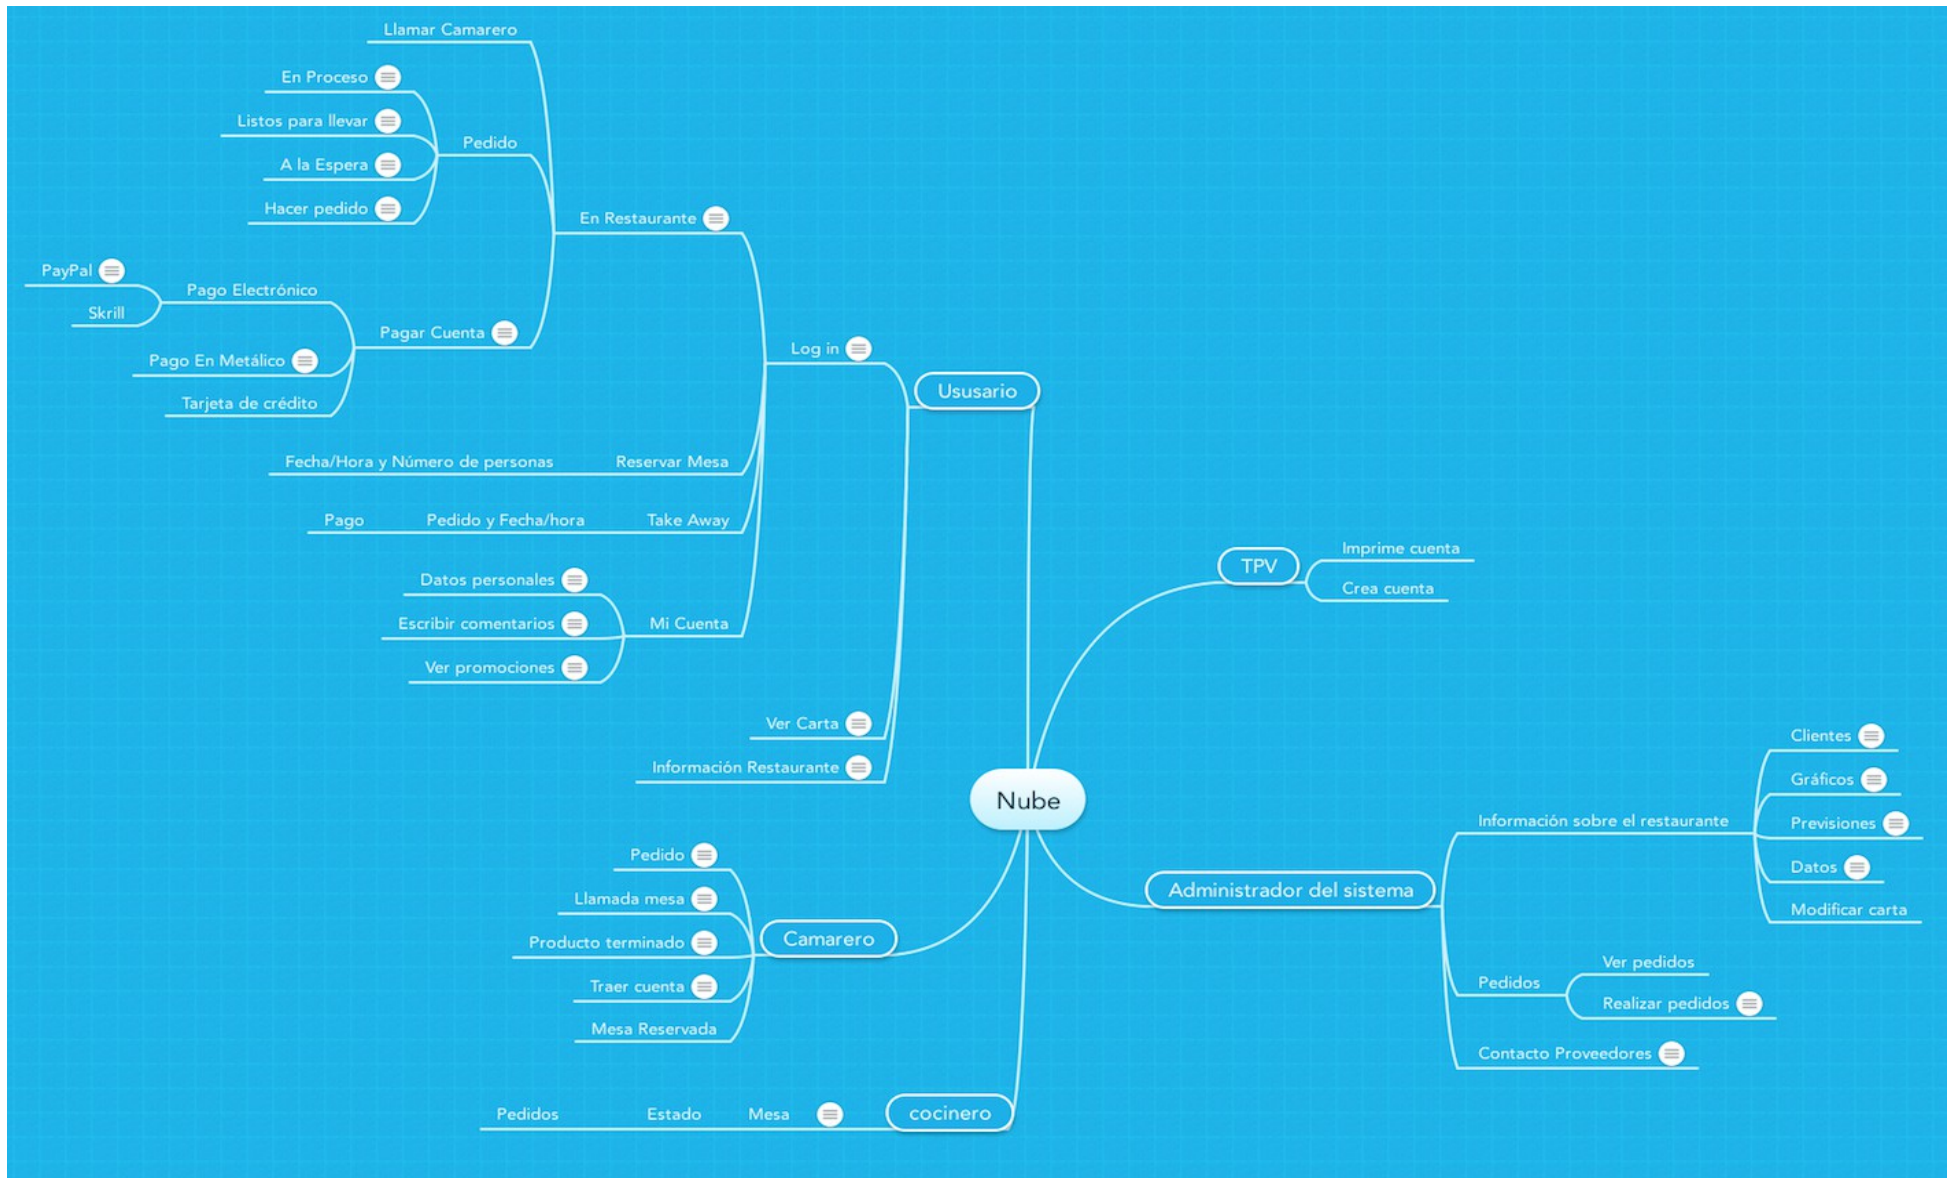 Llamar Camarero
En Proceso
Listos para llevar
Pedido
A la Espera
Hacer pedido
En Restaurante
PayPal
Pago Electrónico
Skrill
Pagar Cuenta
Pago En Metálico
Tarjeta de crédito
Log in
Ususario
Fecha/Hora y Número de personas Reservar Mesa
Pago Pedido y Fecha/hora Take Away
Datos personales
Escribir comentarios
Mi Cuenta
Ver promociones
Ver Carta
Información Restaurante
Nube
TPV
Imprime cuenta
Crea cuenta
Pedido
Llamada mesa
Producto terminado
Camarero
Traer cuenta
Mesa Reservada
Pedidos Estado Mesa cocinero
Administrador del sistema
Información sobre el restaurante
Clientes
Gráficos
Previsiones
Datos
Modificar carta
Pedidos
Ver pedidos
Realizar pedidos
Contacto Proveedores